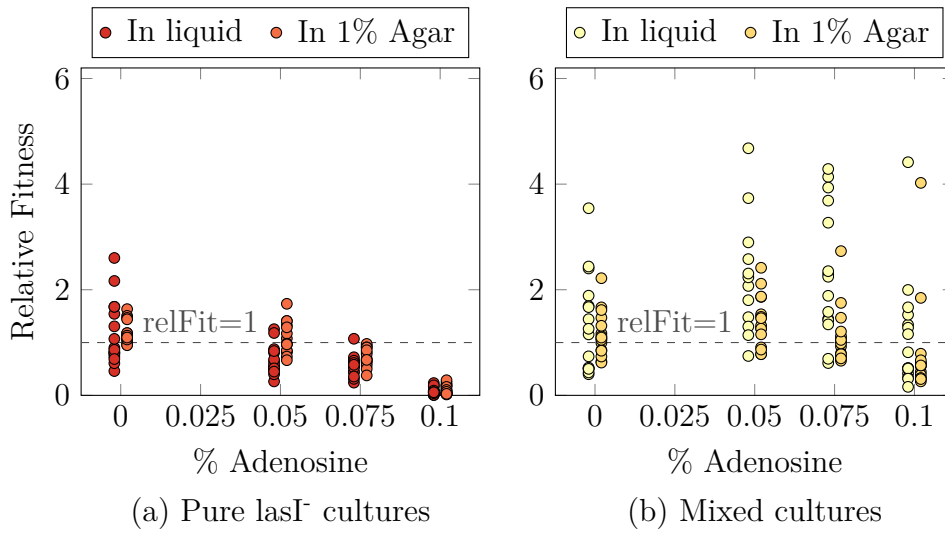 In liquid In 1% Agar
In liquid In 1% Agar
Relative Fitness
6
4
2
0
relFit=1
0 0.025 0.05 0.075 0.1
% Adenosine
(a) Pure lasI⁻ cultures
6
4
2
0
relFit=1
0 0.025 0.05 0.075 0.1
% Adenosine
(b) Mixed cultures